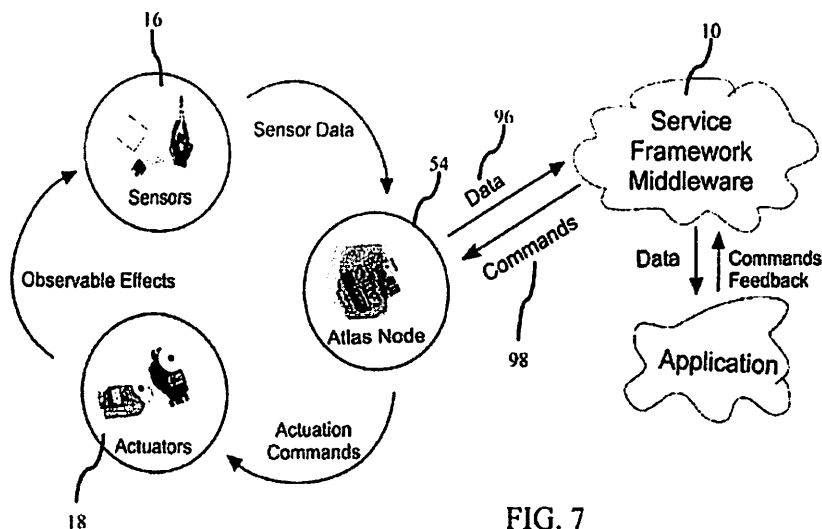 16
10
Sensor Data
Sensors
96
54
Data
Commands
Service
Framework
Middleware
Observable Effects
Atlas Node
Data
Commands
Feedback
98
Application
Actuators
Actuation
Commands
18
FIG. 7